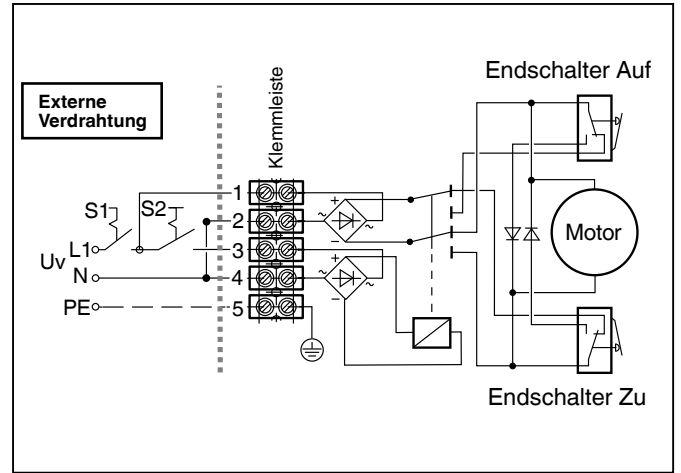 Externe
Verdrahtung
Klemmleiste
Endschalter Auf
S1
S2
Uv
L1
N
PE
1
2
3
4
5
~
+
~
−
~
+
~
−
Motor
Endschalter Zu